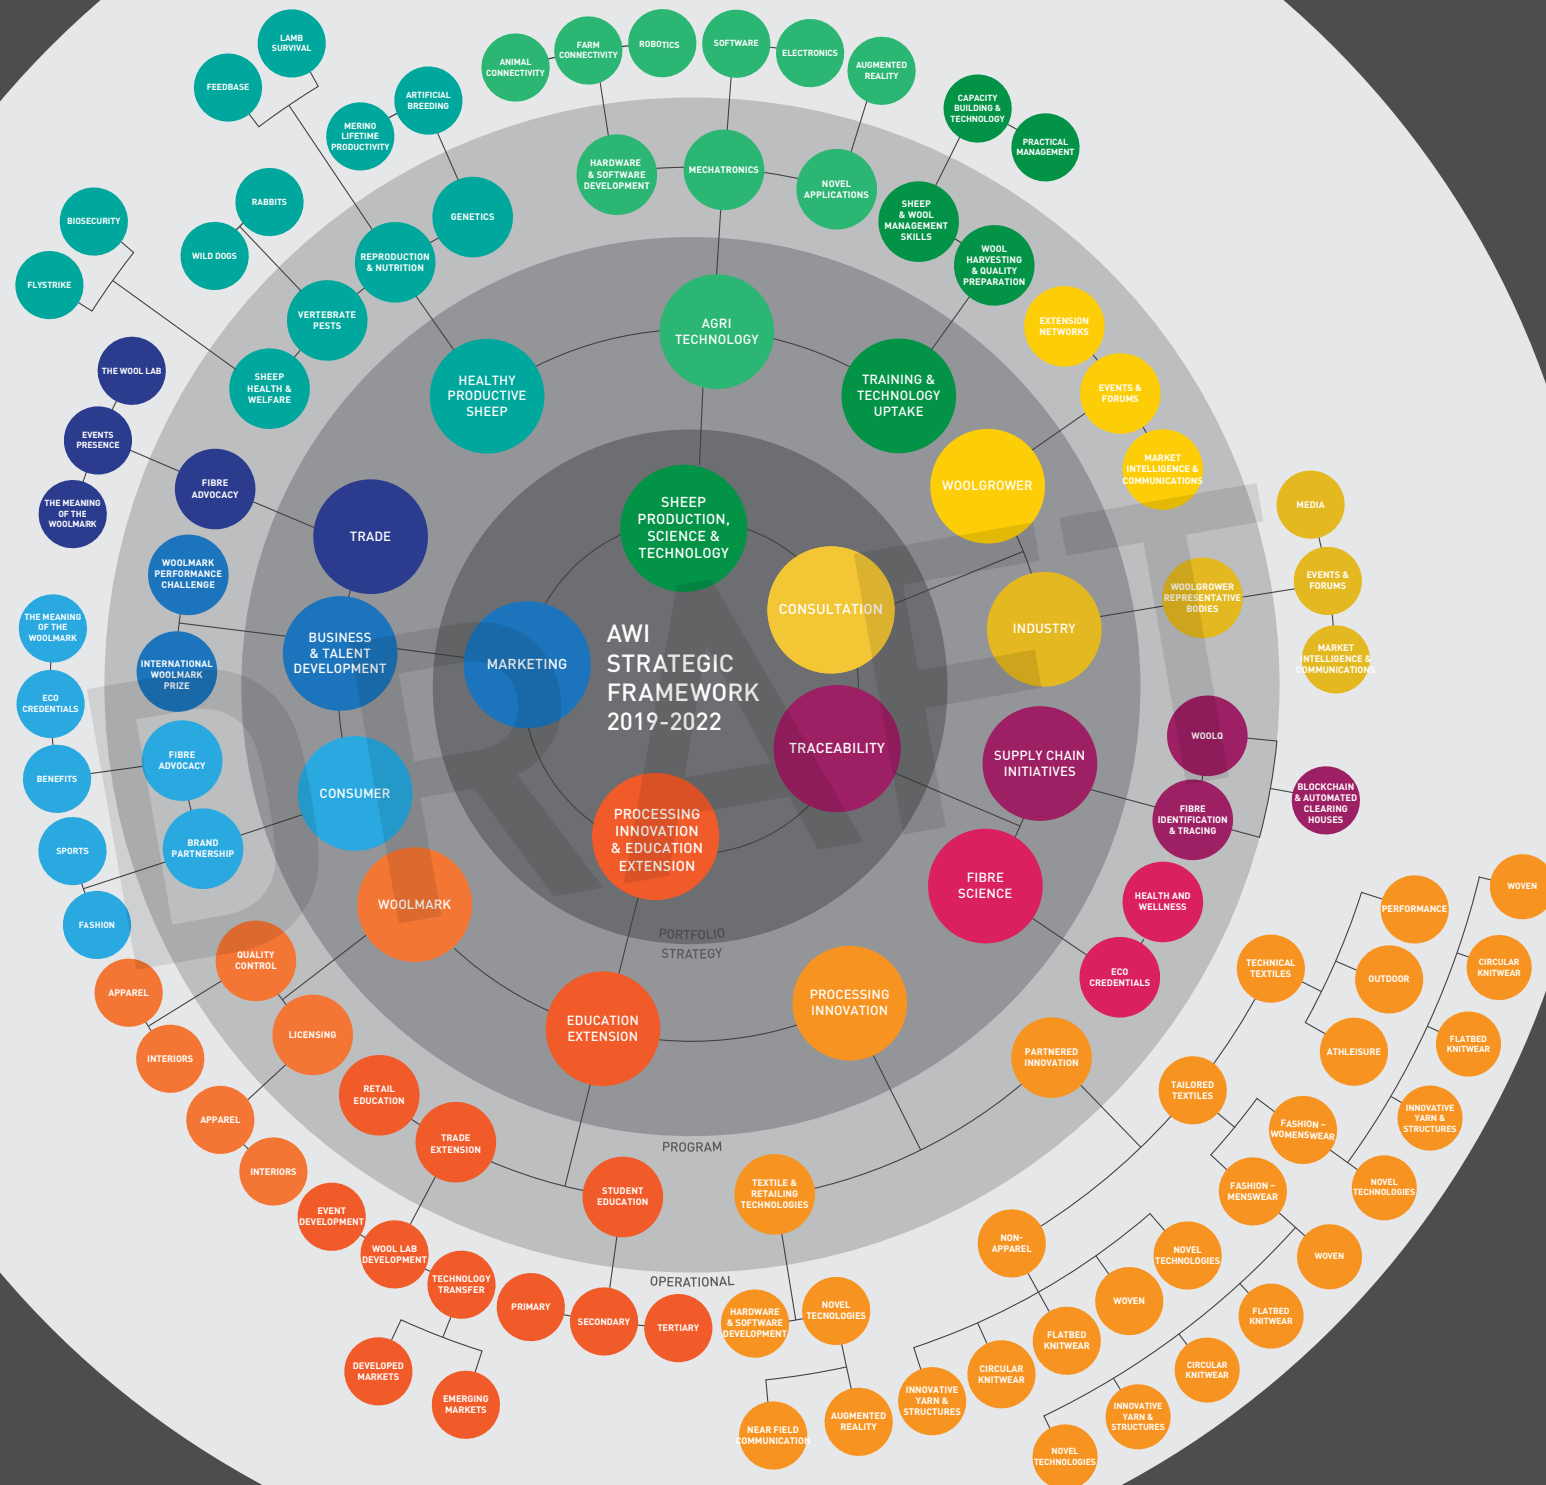 LAMB
SURVIVAL
FEEDBASE
ARTIFICIAL
BREEDING
MERINO
LIFETIME
PRODUCTIVITY
ANIMAL
CONNECTIVITY
FARM
CONNECTIVITY
ROBOTICS
SOFTWARE
ELECTRONICS
AUGMENTED
REALITY
CAPACITY
BUILDING &
TECHNOLOGY
PRACTICAL
MANAGEMENT
HARDWARE
& SOFTWARE
DEVELOPMENT
MECHATRONICS
NOVEL
APPLICATIONS
SHEEP
& WOOL
MANAGEMENT
SKILLS
WOOL
HARVESTING
& QUALITY
PREPARATION
RABBITS
WILD DOGS
BIOSECURITY
FLYSTRIKE
GENETICS
REPRODUCTION
& NUTRITION
VERTEBRATE
PESTS
SHEEP
HEALTH &
WELFARE
HEALTHY
PRODUCTIVE
SHEEP
AGRI
TECHNOLOGY
TRAINING &
TECHNOLOGY
UPTAKE
EXTENSION
NETWORKS
EVENTS &
FORUMS
MARKET
INTELLIGENCE &
COMMUNICATIONS
WOOLGROWER
THE WOOL LAB
EVENTS
PRESENCE
THE MEANING
OF THE
WOOLMARK
FIBRE
ADVOCACY
TRADE
SHEEP
PRODUCTION,
SCIENCE &
TECHNOLOGY
CONSULTATION
INDUSTRY
WOOLGROWER
REPRESENTATIVE
BODIES
MEDIA
EVENTS &
FORUMS
MARKET
INTELLIGENCE &
COMMUNICATIONS
WOOLMARK
PERFORMANCE
CHALLENGE
INTERNATIONAL
WOOLMARK
PRIZE
BUSINESS
& TALENT
DEVELOPMENT
MARKETING
AWI
STRATEGIC
FRAMEWORK
2019-2022
DRAFT
THE MEANING
OF THE
WOOLMARK
ECO
CREDENTIALS
BENEFITS
FIBRE
ADVOCACY
BRAND
PARTNERSHIP
SPORTS
FASHION
CONSUMER
TRACEABILITY
SUPPLY CHAIN
INITIATIVES
WOOLQ
FIBRE
IDENTIFICATION
& TRACING
BLOCKCHAIN
& AUTOMATED
CLEARING
HOUSES
PROCESSING
INNOVATION
& EDUCATION
EXTENSION
FIBRE
SCIENCE
HEALTH AND
WELLNESS
ECO
CREDENTIALS
WOOLMARK
QUALITY
CONTROL
LICENSING
APPAREL
INTERIORS
APPAREL
INTERIORS
PORTFOLIO
STRATEGY
EDUCATION
EXTENSION
PROCESSING
INNOVATION
RETAIL
EDUCATION
TRADE
EXTENSION
STUDENT
EDUCATION
PROGRAM
TEXTILE &
RETAILING
TECHNOLOGIES
PARTNERED
INNOVATION
TECHNICAL
TEXTILES
TAILORED
TEXTILES
NON-
APPAREL
PERFORMANCE
OUTDOOR
ATHLEISURE
WOVEN
CIRCULAR
KNITWEAR
FLATBED
KNITWEAR
INNOVATIVE
YARN &
STRUCTURES
NOVEL
TECHNOLOGIES
FASHION –
WOMENSWEAR
FASHION –
MENSWEAR
WOVEN
FLATBED
KNITWEAR
CIRCULAR
KNITWEAR
INNOVATIVE
YARN &
STRUCTURES
NOVEL
TECHNOLOGIES
NOVEL
TECHNOLOGIES
WOVEN
FLATBED
KNITWEAR
CIRCULAR
KNITWEAR
INNOVATIVE
YARN &
STRUCTURES
EVENT
DEVELOPMENT
WOOL LAB
DEVELOPMENT
TECHNOLOGY
TRANSFER
DEVELOPED
MARKETS
EMERGING
MARKETS
OPERATIONAL
PRIMARY
SECONDARY
TERTIARY
HARDWARE
& SOFTWARE
DEVELOPMENT
NOVEL
TECNOLOGIES
NEAR FIELD
COMMUNICATION
AUGMENTED
REALITY